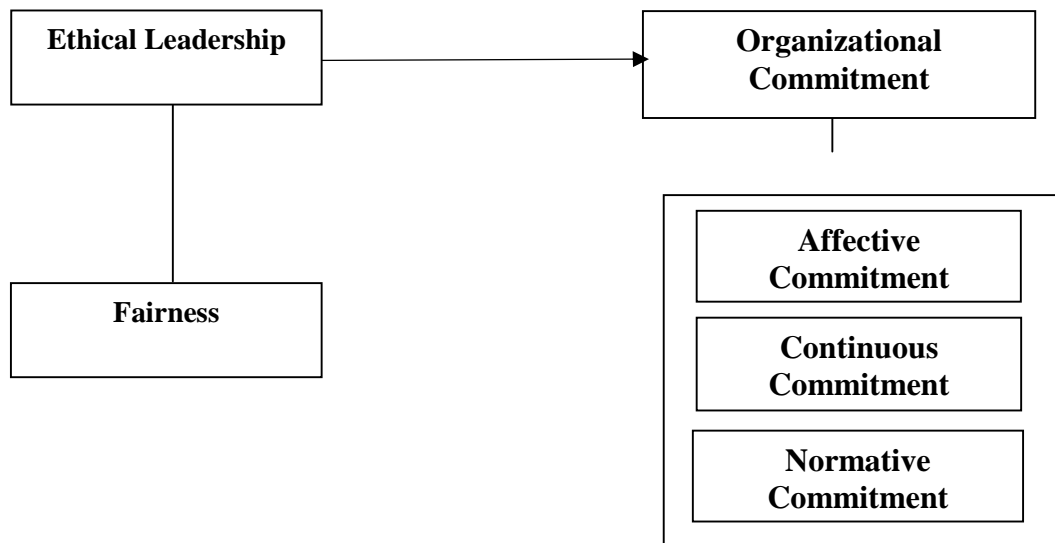 Ethical Leadership
Organizational
Commitment
Fairness
Affective
Commitment
Continuous
Commitment
Normative
Commitment